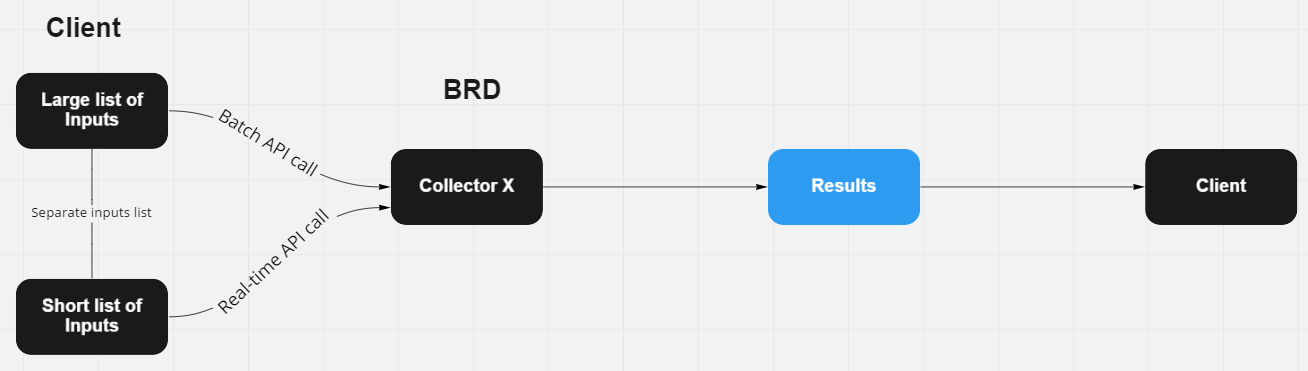 Client
BRD
Large list of
Inputs
Batch API call
Collector X
Results
Client
Separate inputs list
Real-time API call
Short list of
Inputs